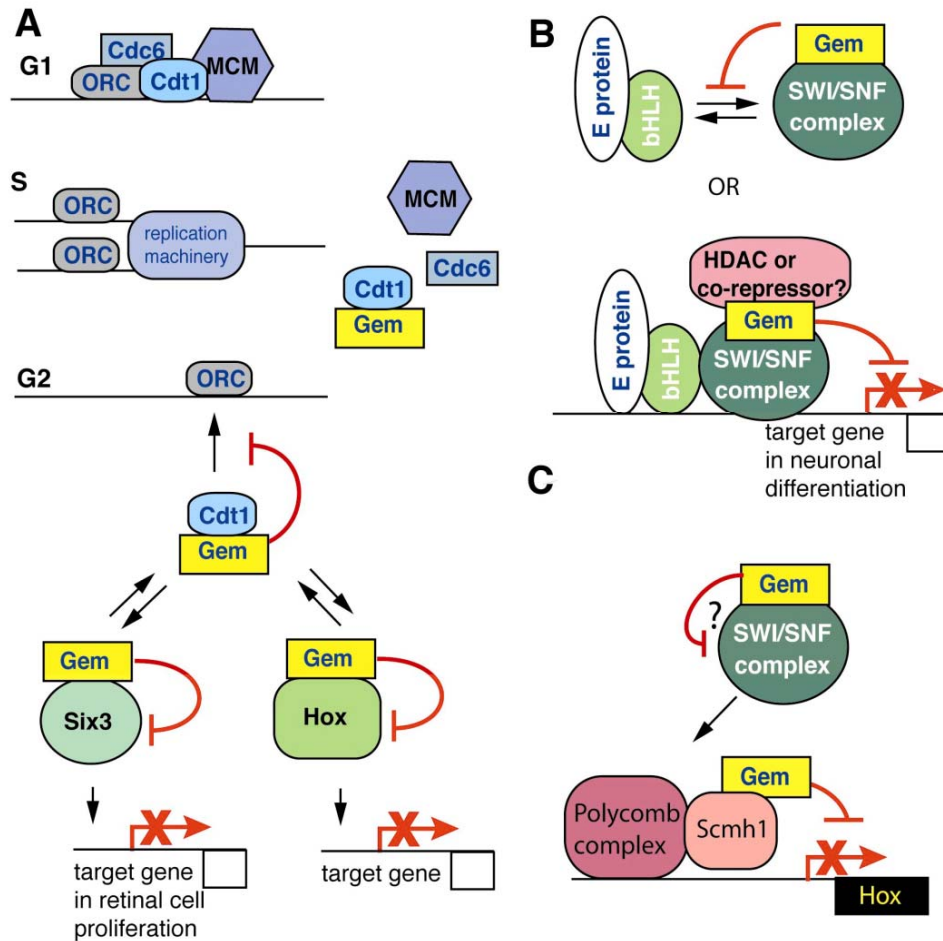 A
G1
Cdc6
ORC
Cdt1
MCM
S
ORC
ORC
replication
machinery
MCM
Cdc6
Cdt1
Gem
G2
ORC
Cdt1
Gem
Gem
Six3
Gem
Hox
X
target gene
in retinal cell
proliferation
X
target gene
B
E protein
bHLH
Gem
SWI/SNF
complex
OR
HDAC or
co-repressor?
Gem
E protein
bHLH
SWI/SNF
complex
X
target gene
in neuronal
differentiation
C
Gem
?
SWI/SNF
complex
Gem
Polycomb
complex
Scmh1
X
Hox